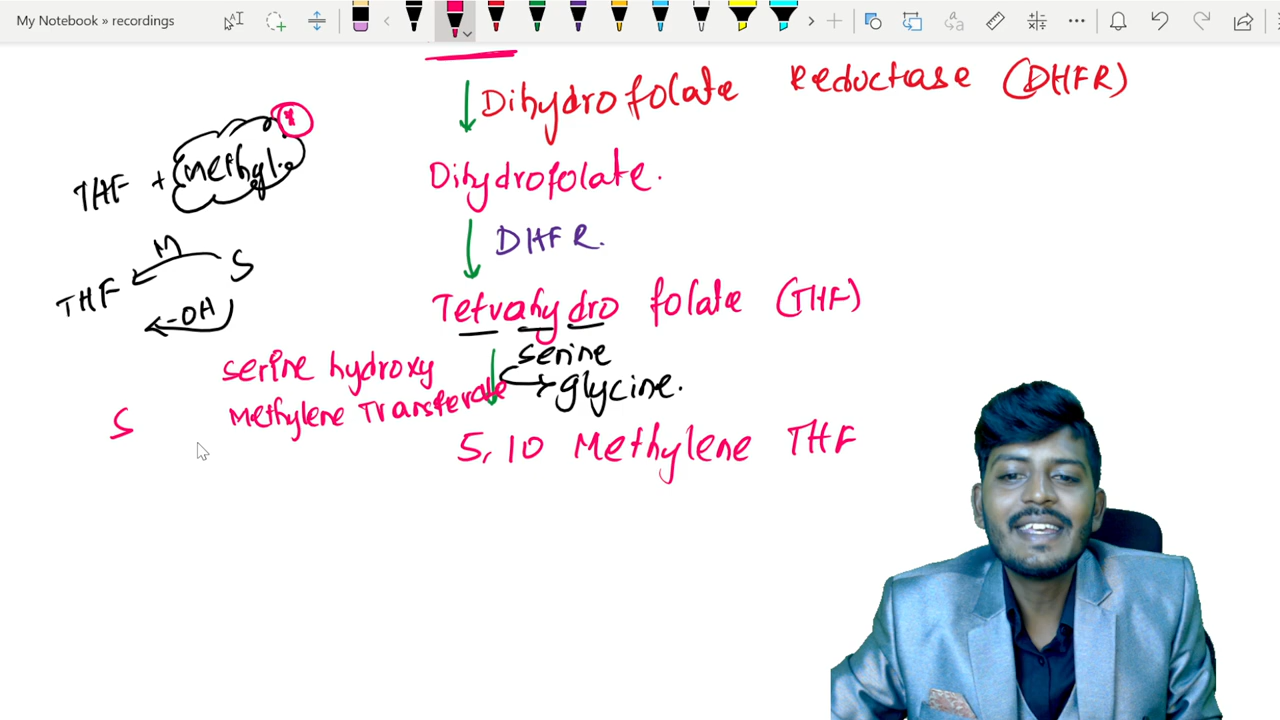 My Notebook » recordings
Dihydrofolate Reductase (DHFR)
THF + methyl
Dihydrofolate.
DHFR.
M
THF S
-OH
Tetrahydro folate (THF)
Serine
glycine.
Serine hydroxy
Methylene Transferase
S
5,10 Methylene THF